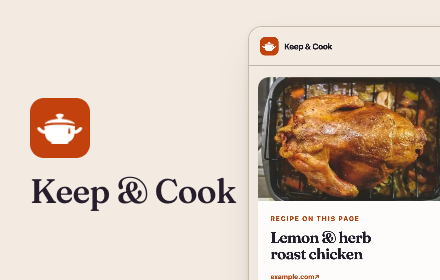 Keep & Cook
Keep & Cook
RECIPE ON THIS PAGE
Lemon & herb
roast chicken
example.com↗